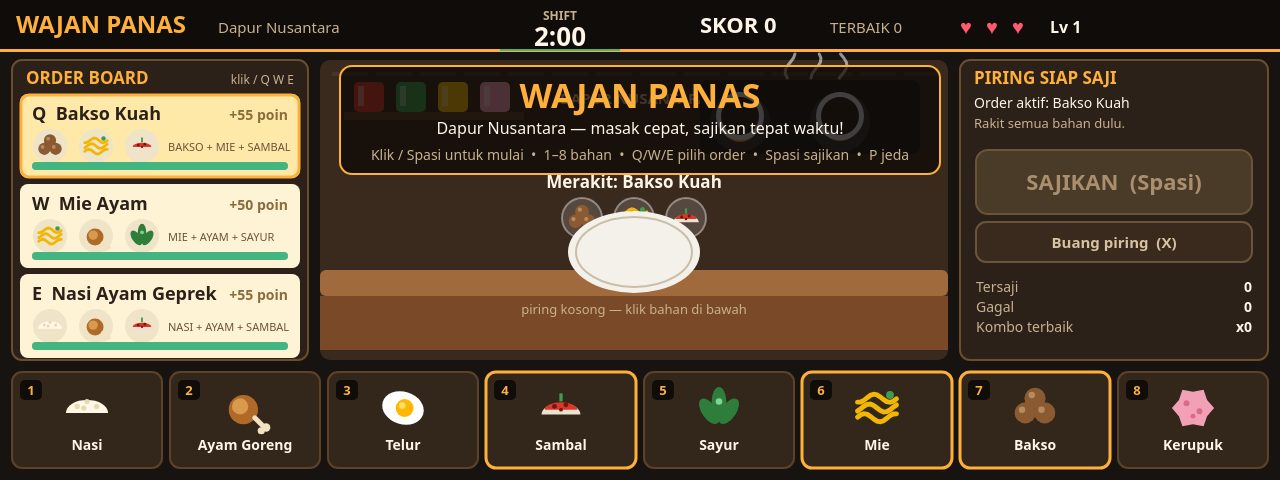 WAJAN PANAS
Dapur Nusantara
SHIFT
2:00
SKOR 0
TERBAIK 0
♥ ♥ ♥
Lv 1
ORDER BOARD
klik / Q W E
Q Bakso Kuah
+55 poin
BAKSO + MIE + SAMBAL
W Mie Ayam
+50 poin
MIE + AYAM + SAYUR
E Nasi Ayam Geprek
+55 poin
NASI + AYAM + SAMBAL
WAJAN PANAS
Dapur Nusantara — masak cepat, sajikan tepat waktu!
Klik / Spasi untuk mulai • 1–8 bahan • Q/W/E pilih order • Spasi sajikan • P jeda
Merakit: Bakso Kuah
piring kosong — klik bahan di bawah
PIRING SIAP SAJI
Order aktif: Bakso Kuah
Rakit semua bahan dulu.
SAJIKAN (Spasi)
Buang piring (X)
Tersaji 0
Gagal 0
Kombo terbaik x0
1 Nasi
2 Ayam Goreng
3 Telur
4 Sambal
5 Sayur
6 Mie
7 Bakso
8 Kerupuk